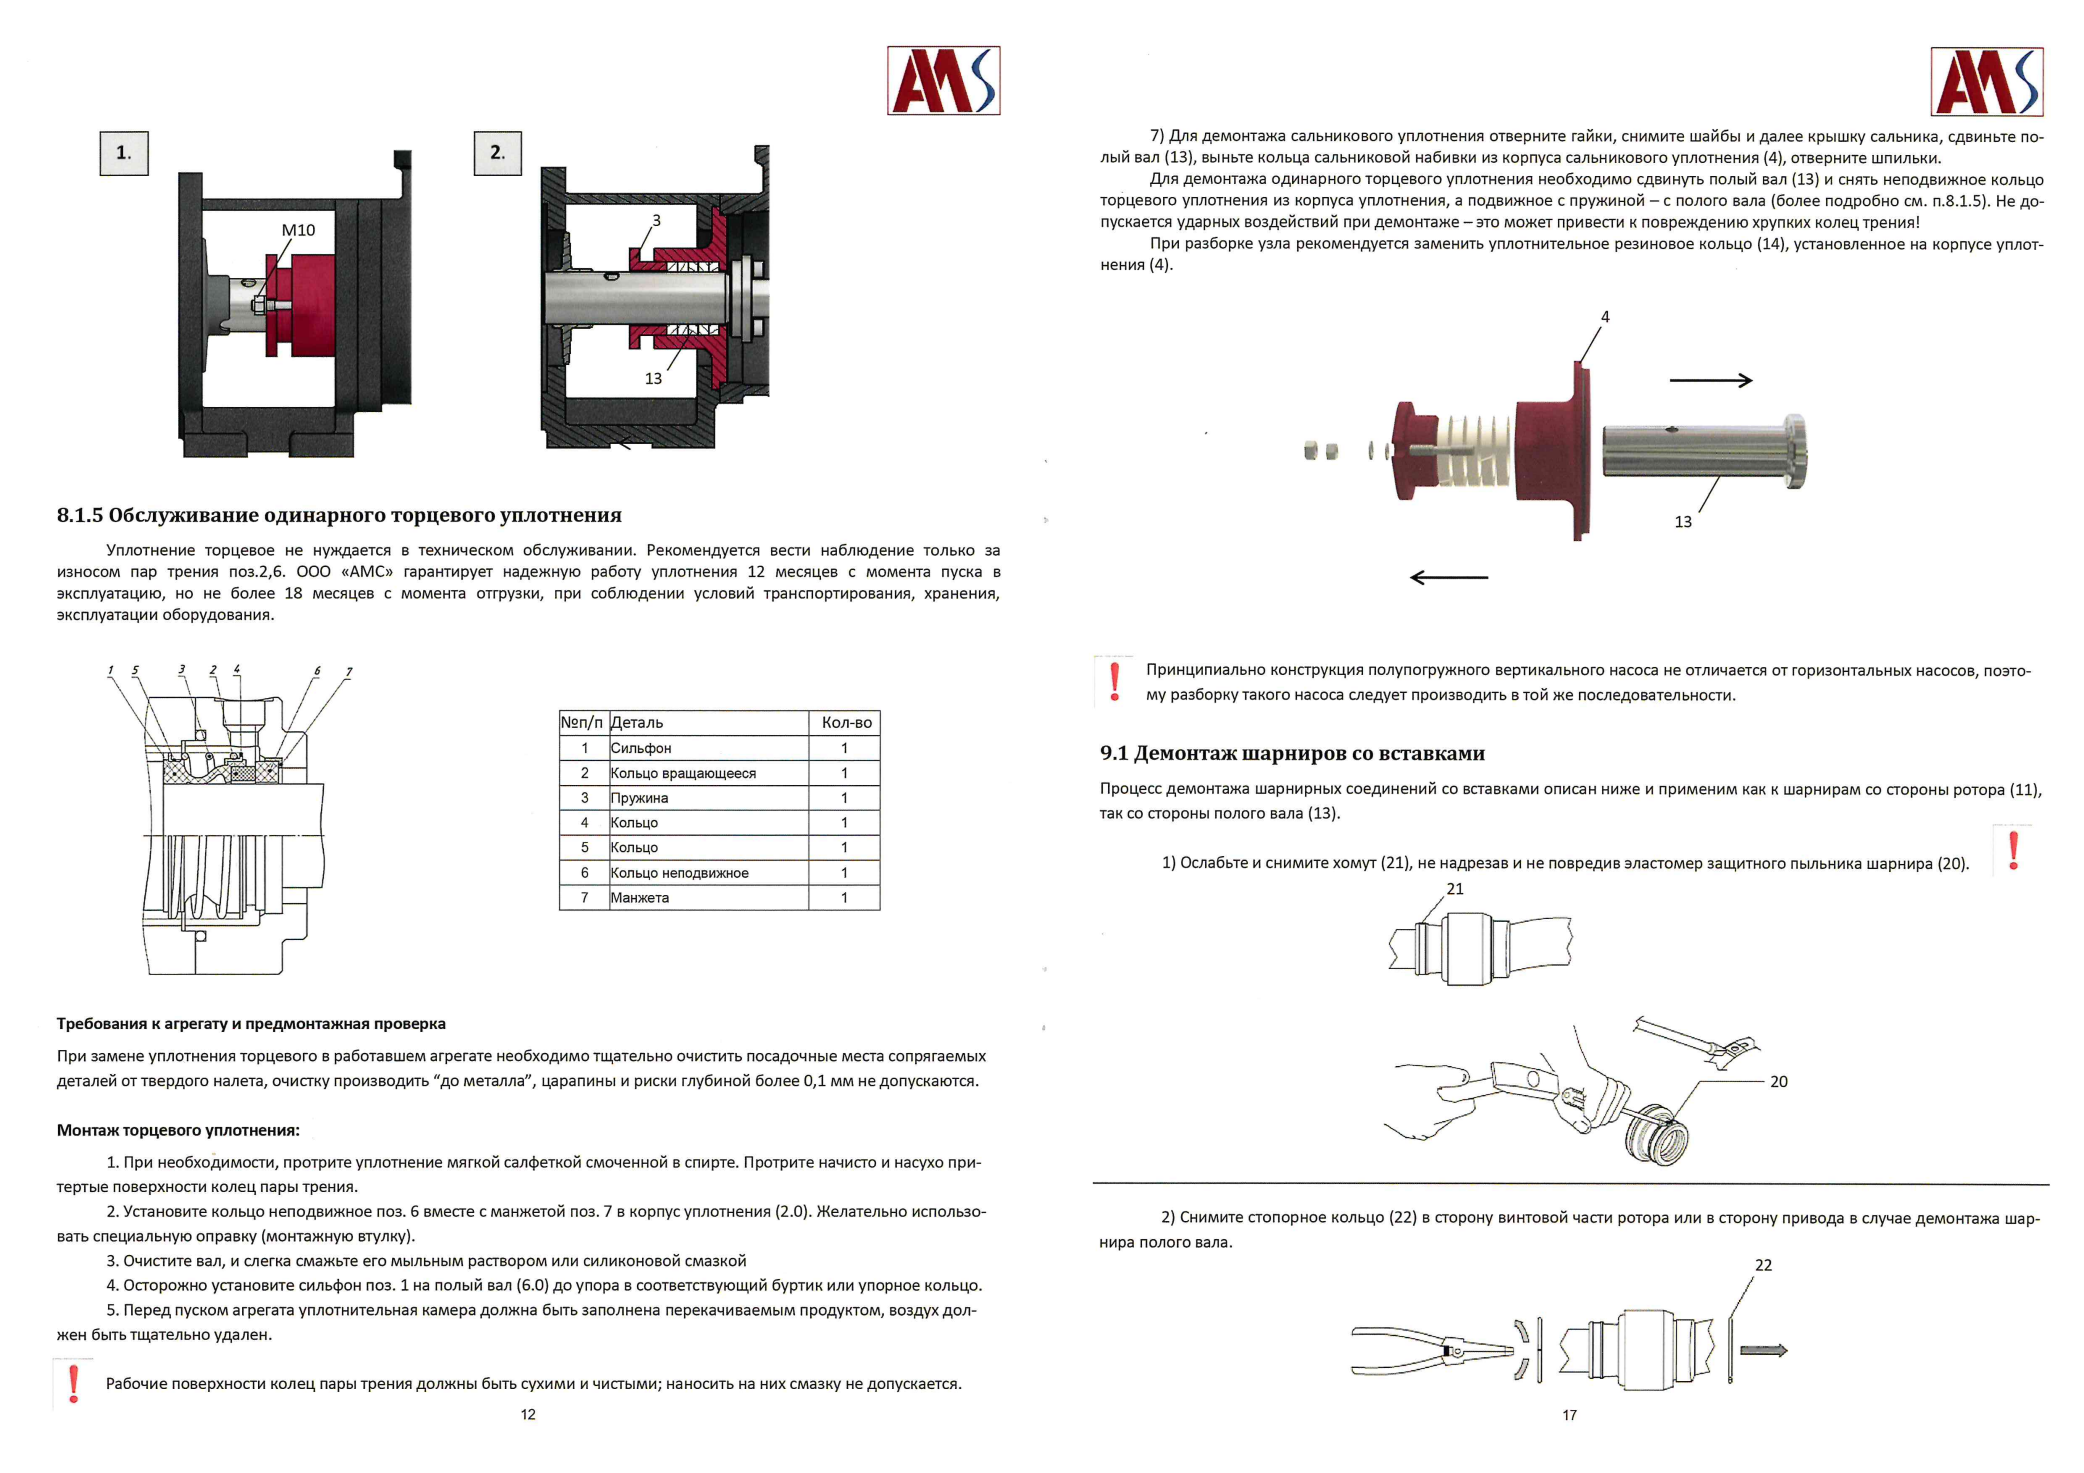 AMS
1.
2.
M10
3
13
8.1.5 Обслуживание одинарного торцевого уплотнения
Уплотнение торцевое не нуждается в техническом обслуживании. Рекомендуется вести наблюдение только за
износом пар трения поз.2,6. ООО «АМС» гарантирует надежную работу уплотнения 12 месяцев с момента пуска в
эксплуатацию, но не более 18 месяцев с момента отгрузки, при соблюдении условий транспортирования, хранения,
эксплуатации оборудования.
1 5 3 2 4 6 7
№п/п Деталь Кол-во
1 Сильфон 1
2 Кольцо вращающееся 1
3 Пружина 1
4 Кольцо 1
5 Кольцо 1
6 Кольцо неподвижное 1
7 Манжета 1
Требования к агрегату и предмонтажная проверка
При замене уплотнения торцевого в работавшем агрегате необходимо тщательно очистить посадочные места сопрягаемых
деталей от твердого налета, очистку производить “до металла”, царапины и риски глубиной более 0,1 мм не допускаются.
Монтаж торцевого уплотнения:
1. При необходимости, протрите уплотнение мягкой салфеткой смоченной в спирте. Протрите начисто и насухо при-
тертые поверхности колец пары трения.
2. Установите кольцо неподвижное поз. 6 вместе с манжетой поз. 7 в корпус уплотнения (2.0). Желательно использо-
вать специальную оправку (монтажную втулку).
3. Очистите вал, и слегка смажьте его мыльным раствором или силиконовой смазкой
4. Осторожно установите сильфон поз. 1 на полый вал (6.0) до упора в соответствующий буртик или упорное кольцо.
5. Перед пуском агрегата уплотнительная камера должна быть заполнена перекачиваемым продуктом, воздух дол-
жен быть тщательно удален.
Рабочие поверхности колец пары трения должны быть сухими и чистыми; наносить на них смазку не допускается.
12
AMS
7) Для демонтажа сальникового уплотнения отверните гайки, снимите шайбы и далее крышку сальника, сдвиньте по-
лый вал (13), выньте кольца сальниковой набивки из корпуса сальникового уплотнения (4), отверните шпильки.
Для демонтажа одинарного торцевого уплотнения необходимо сдвинуть полый вал (13) и снять неподвижное кольцо
торцевого уплотнения из корпуса уплотнения, а подвижное с пружиной – с полого вала (более подробно см. п.8.1.5). Не до-
пускается ударных воздействий при демонтаже – это может привести к повреждению хрупких колец трения!
При разборке узла рекомендуется заменить уплотнительное резиновое кольцо (14), установленное на корпусе уплот-
нения (4).
4
13
Принципиально конструкция полупогружного вертикального насоса не отличается от горизонтальных насосов, поэто-
му разборку такого насоса следует производить в той же последовательности.
9.1 Демонтаж шарниров со вставками
Процесс демонтажа шарнирных соединений со вставками описан ниже и применим как к шарнирам со стороны ротора (11),
так со стороны полого вала (13).
1) Ослабьте и снимите хомут (21), не надрезав и не повредив эластомер защитного пыльника шарнира (20).
21
20
2) Снимите стопорное кольцо (22) в сторону винтовой части ротора или в сторону привода в случае демонтажа шар-
нира полого вала.
22
17